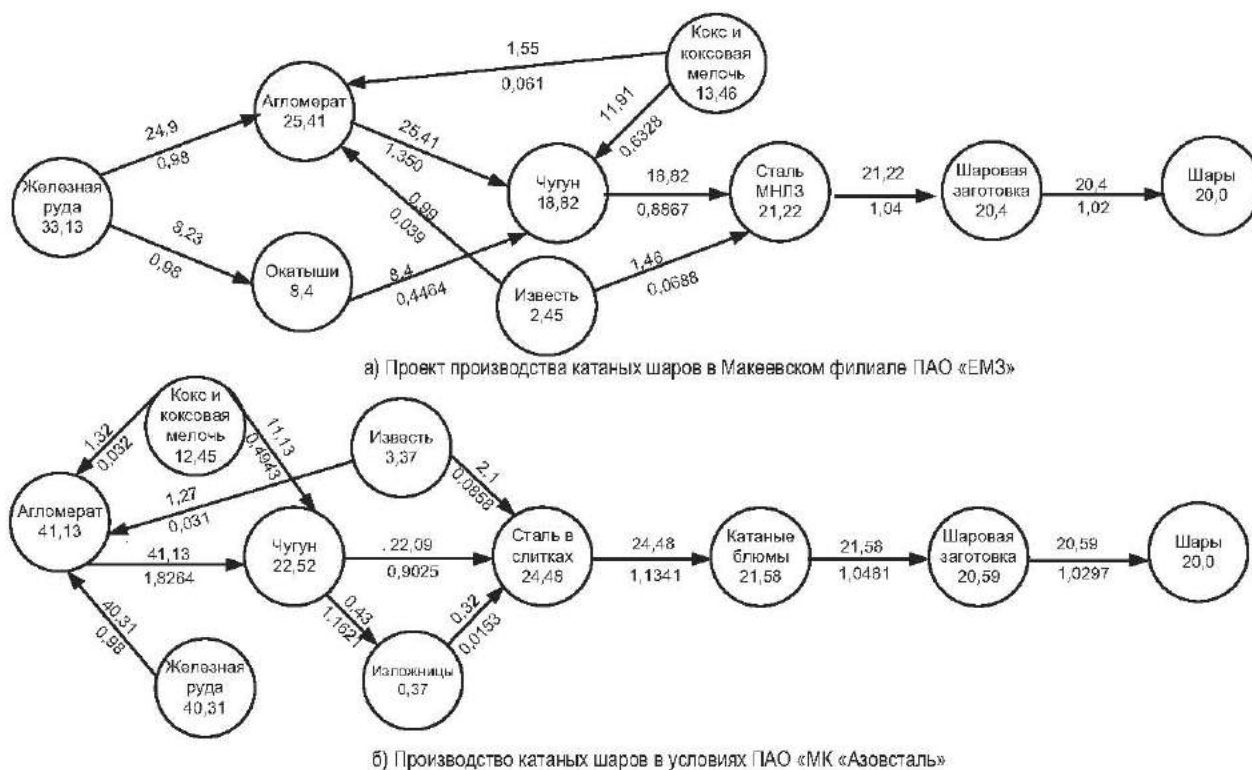 1,55
0,061
Кокс и
коксовая
мелочь
13,46
Агломерат
25,41
24,9
0,98
25,41
1,350
11,91
0,6328
Железная
руда
33,13
Чугун
18,82
18,82
0,8867
Сталь
МНЛЗ
21,22
21,22
1,04
Шаровая
заготовка
20,4
20,4
1,02
Шары
20,0
0,99
0,039
8,23
0,98
Окатыши
8,4
8,4
0,4464
Известь
2,45
1,46
0,0688
а) Проект производства катаных шаров в Макеевском филиале ПАО «ЕМЗ»
Кокс и
коксовая
мелочь
12,45
1,32
0,032
11,13
0,4943
Известь
3,37
2,1
0,0858
Агломерат
41,13
1,27
0,031
41,13
1,8264
Чугун
22,52
22,09
0,9025
Сталь в
слитках
24,48
24,48
1,1341
Катаные
блюмы
21,58
21,58
1,0481
Шаровая
заготовка
20,59
20,59
1,0297
Шары
20,0
40,31
0,98
0,43
1,1621
0,32
0,0153
Железная
руда
40,31
Изложницы
0,37
б) Производство катаных шаров в условиях ПАО «МК «Азовсталь»